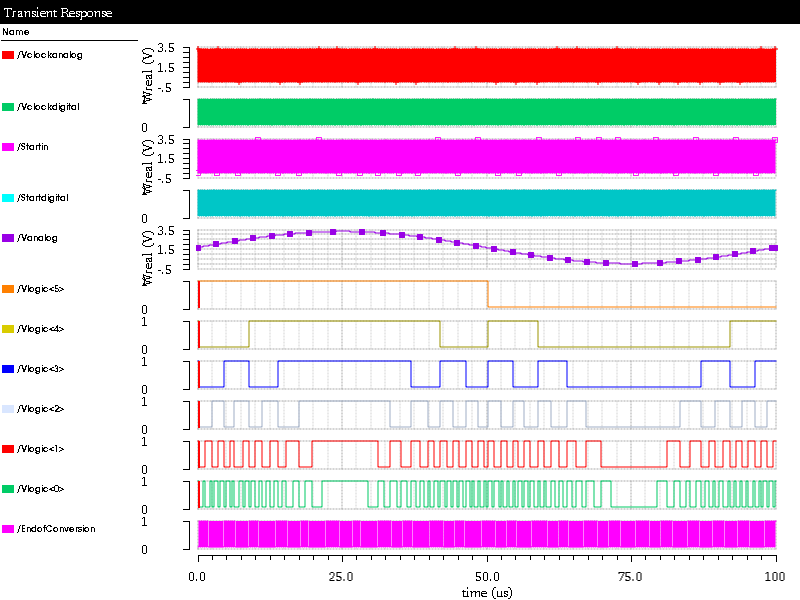 Transient Response
Name
/Vclockanalog
/Vclockdigital
/Startin
/Startdigital
/Vanalog
/Vlogic<5>
/Vlogic<4>
/Vlogic<3>
/Vlogic<2>
/Vlogic<1>
/Vlogic<0>
/EndofConversion
Wreal (V)
3.5
1.5
-.5
0
Wreal (V)
3.5
1.5
-.5
0
Wreal (V)
3.5
1.5
-.5
0
1
0
1
0
1
0
1
0
1
0
1
0
0.0 25.0 50.0 75.0 100
time (us)